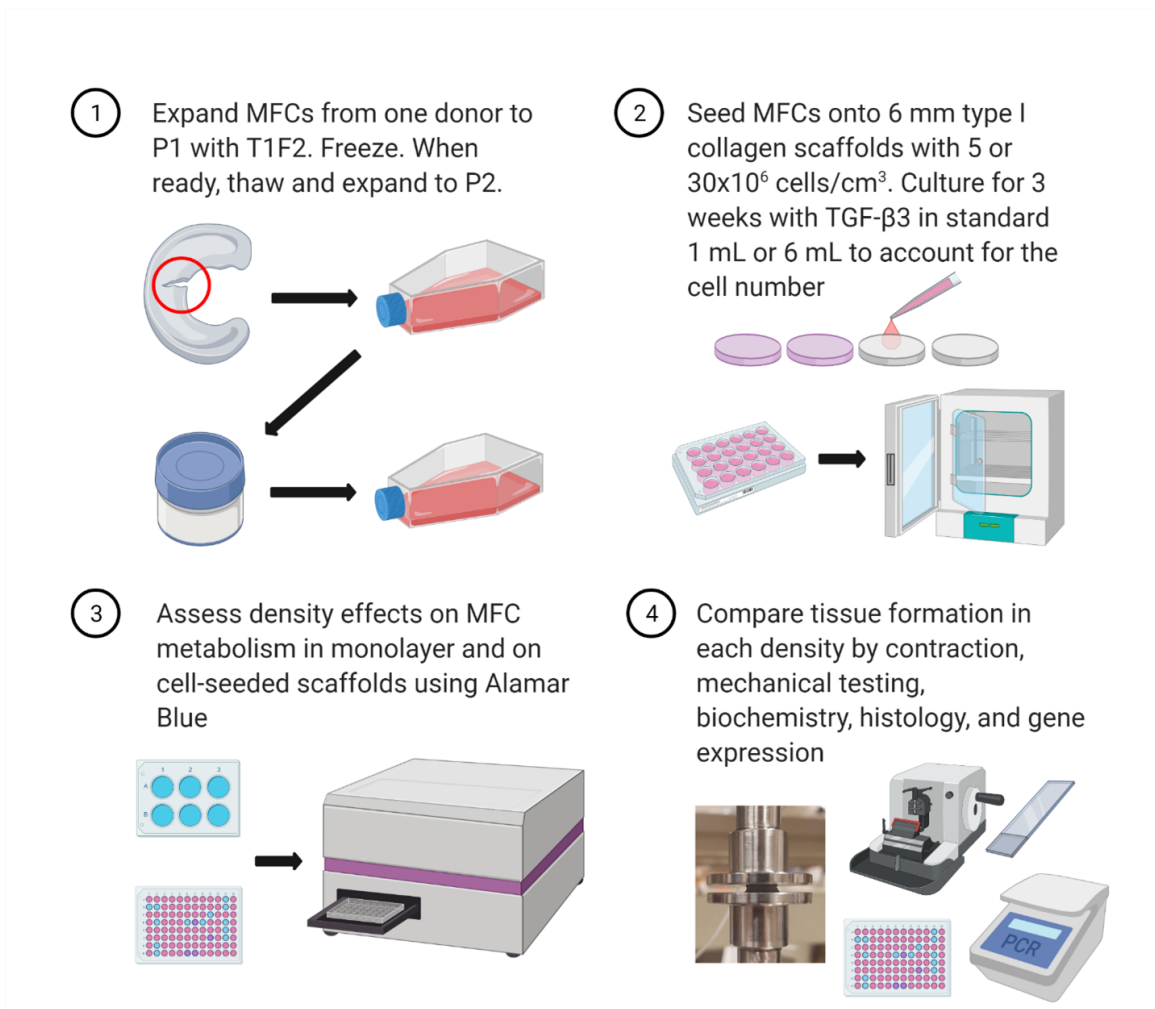 1
Expand MFCs from one donor to
P1 with T1F2. Freeze. When
ready, thaw and expand to P2.
2
Seed MFCs onto 6 mm type I
collagen scaffolds with 5 or
30x10⁶ cells/cm³. Culture for 3
weeks with TGF-β3 in standard
1 mL or 6 mL to account for the
cell number
3
Assess density effects on MFC
metabolism in monolayer and on
cell-seeded scaffolds using Alamar
Blue
1 2 3
A
B
4
Compare tissue formation in
each density by contraction,
mechanical testing,
biochemistry, histology, and gene
expression
PCR